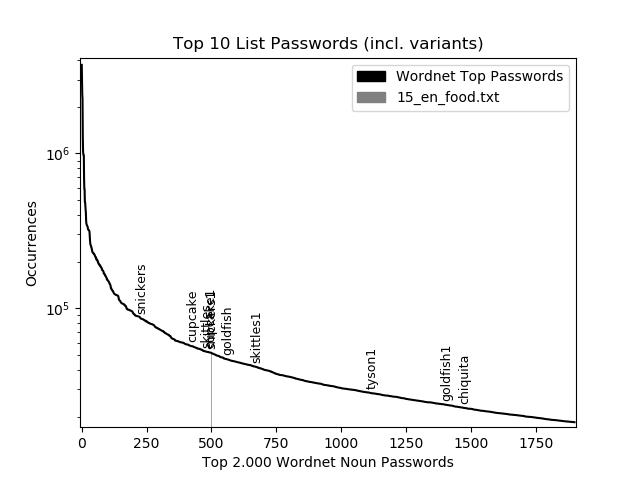 Top 10 List Passwords (incl. variants)
Wordnet Top Passwords
15_en_food.txt
Occurrences
10^6
10^5
snickers
cupcake
goldfish
skittles1
tyson1
goldfish1
chiquita
0 250 500 750 1000 1250 1500 1750
Top 2.000 Wordnet Noun Passwords